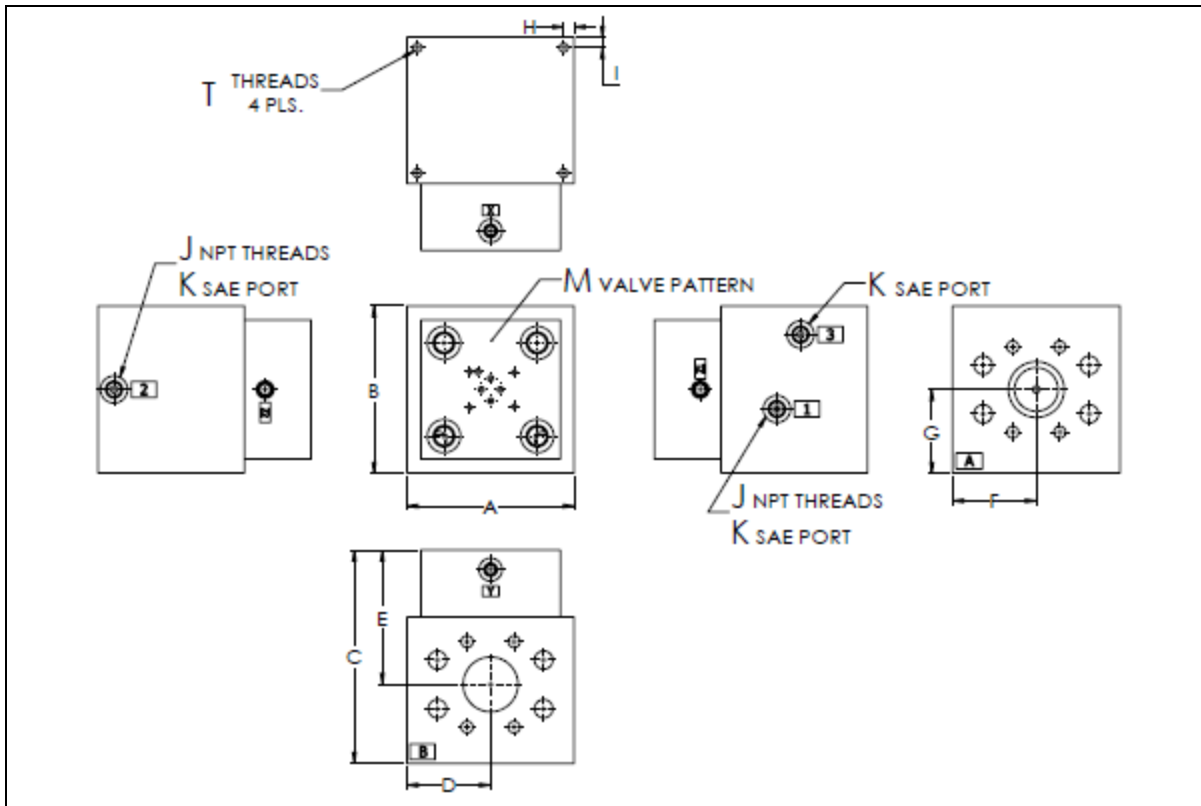 H
I
T THREADS
4 PLS.
X
J NPT THREADS
K SAE PORT
M VALVE PATTERN
K SAE PORT
2
B
3
1
G
A
A
F
J NPT THREADS
K SAE PORT
Y
E
C
B
D